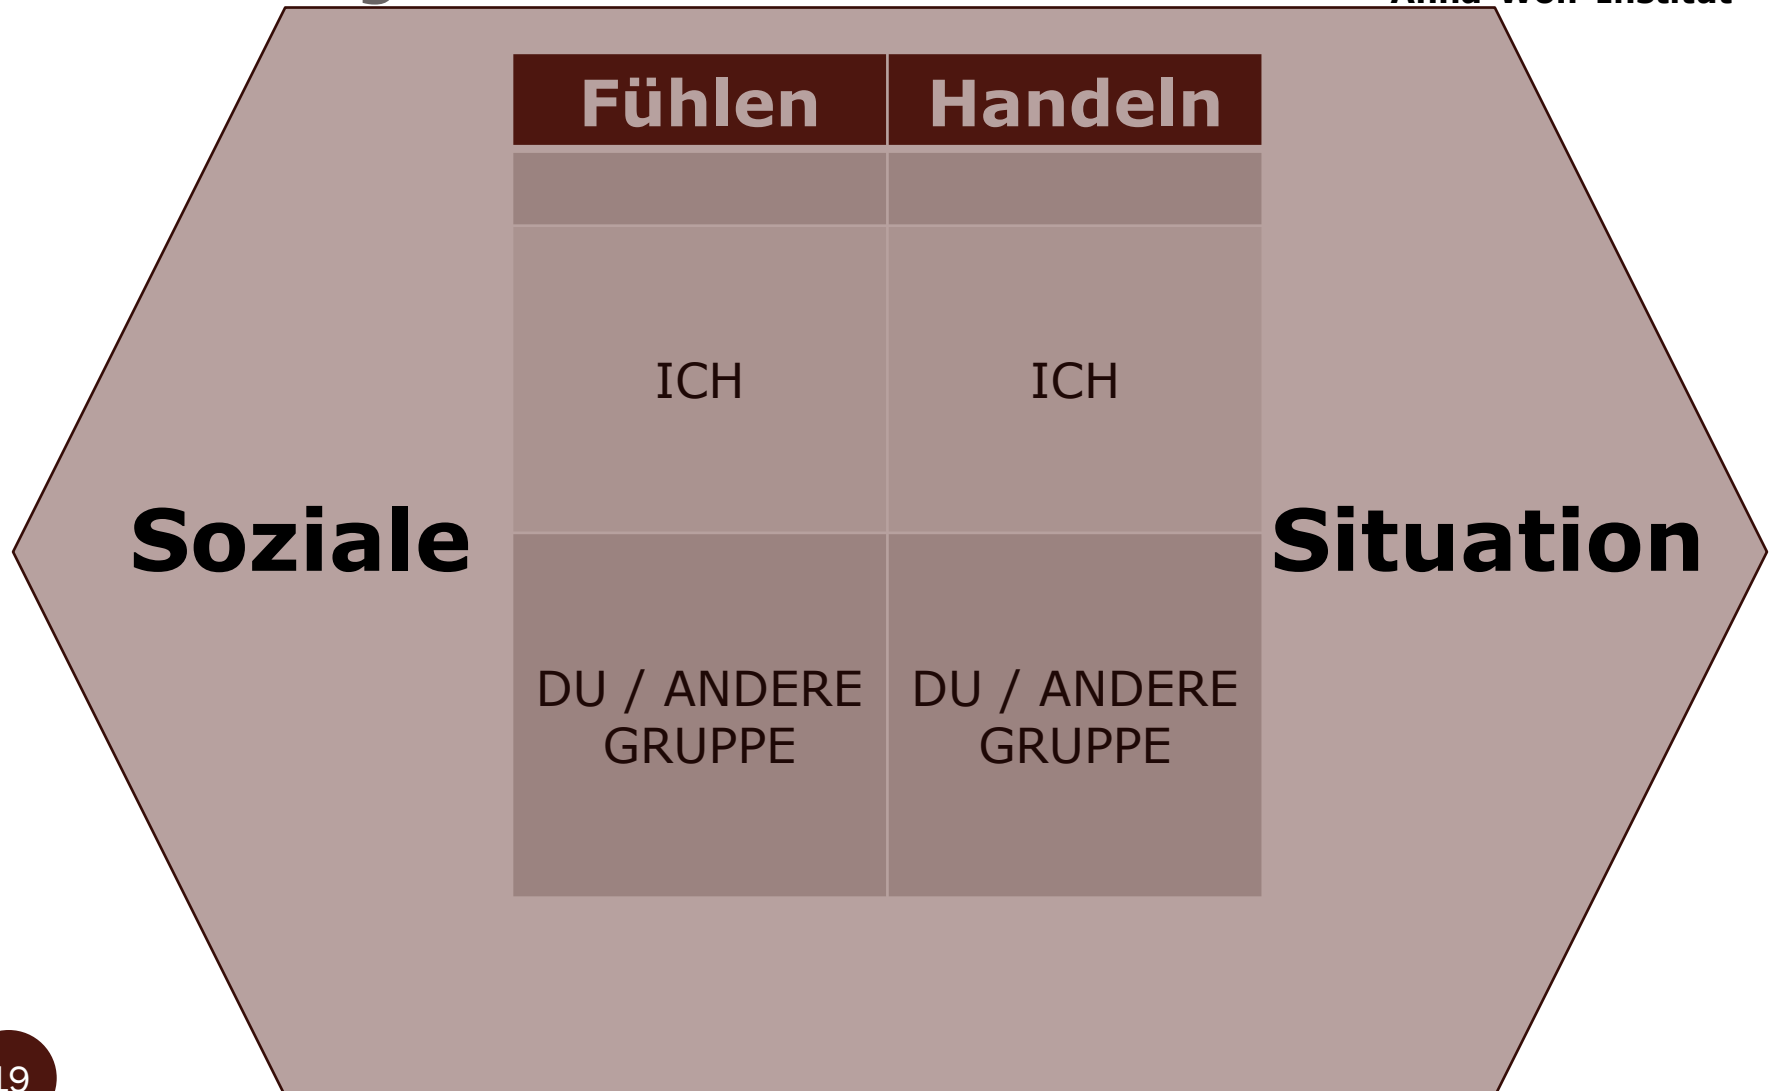 Fühlen Handeln
ICH ICH
Soziale Situation
DU / ANDERE DU / ANDERE
GRUPPE GRUPPE
19